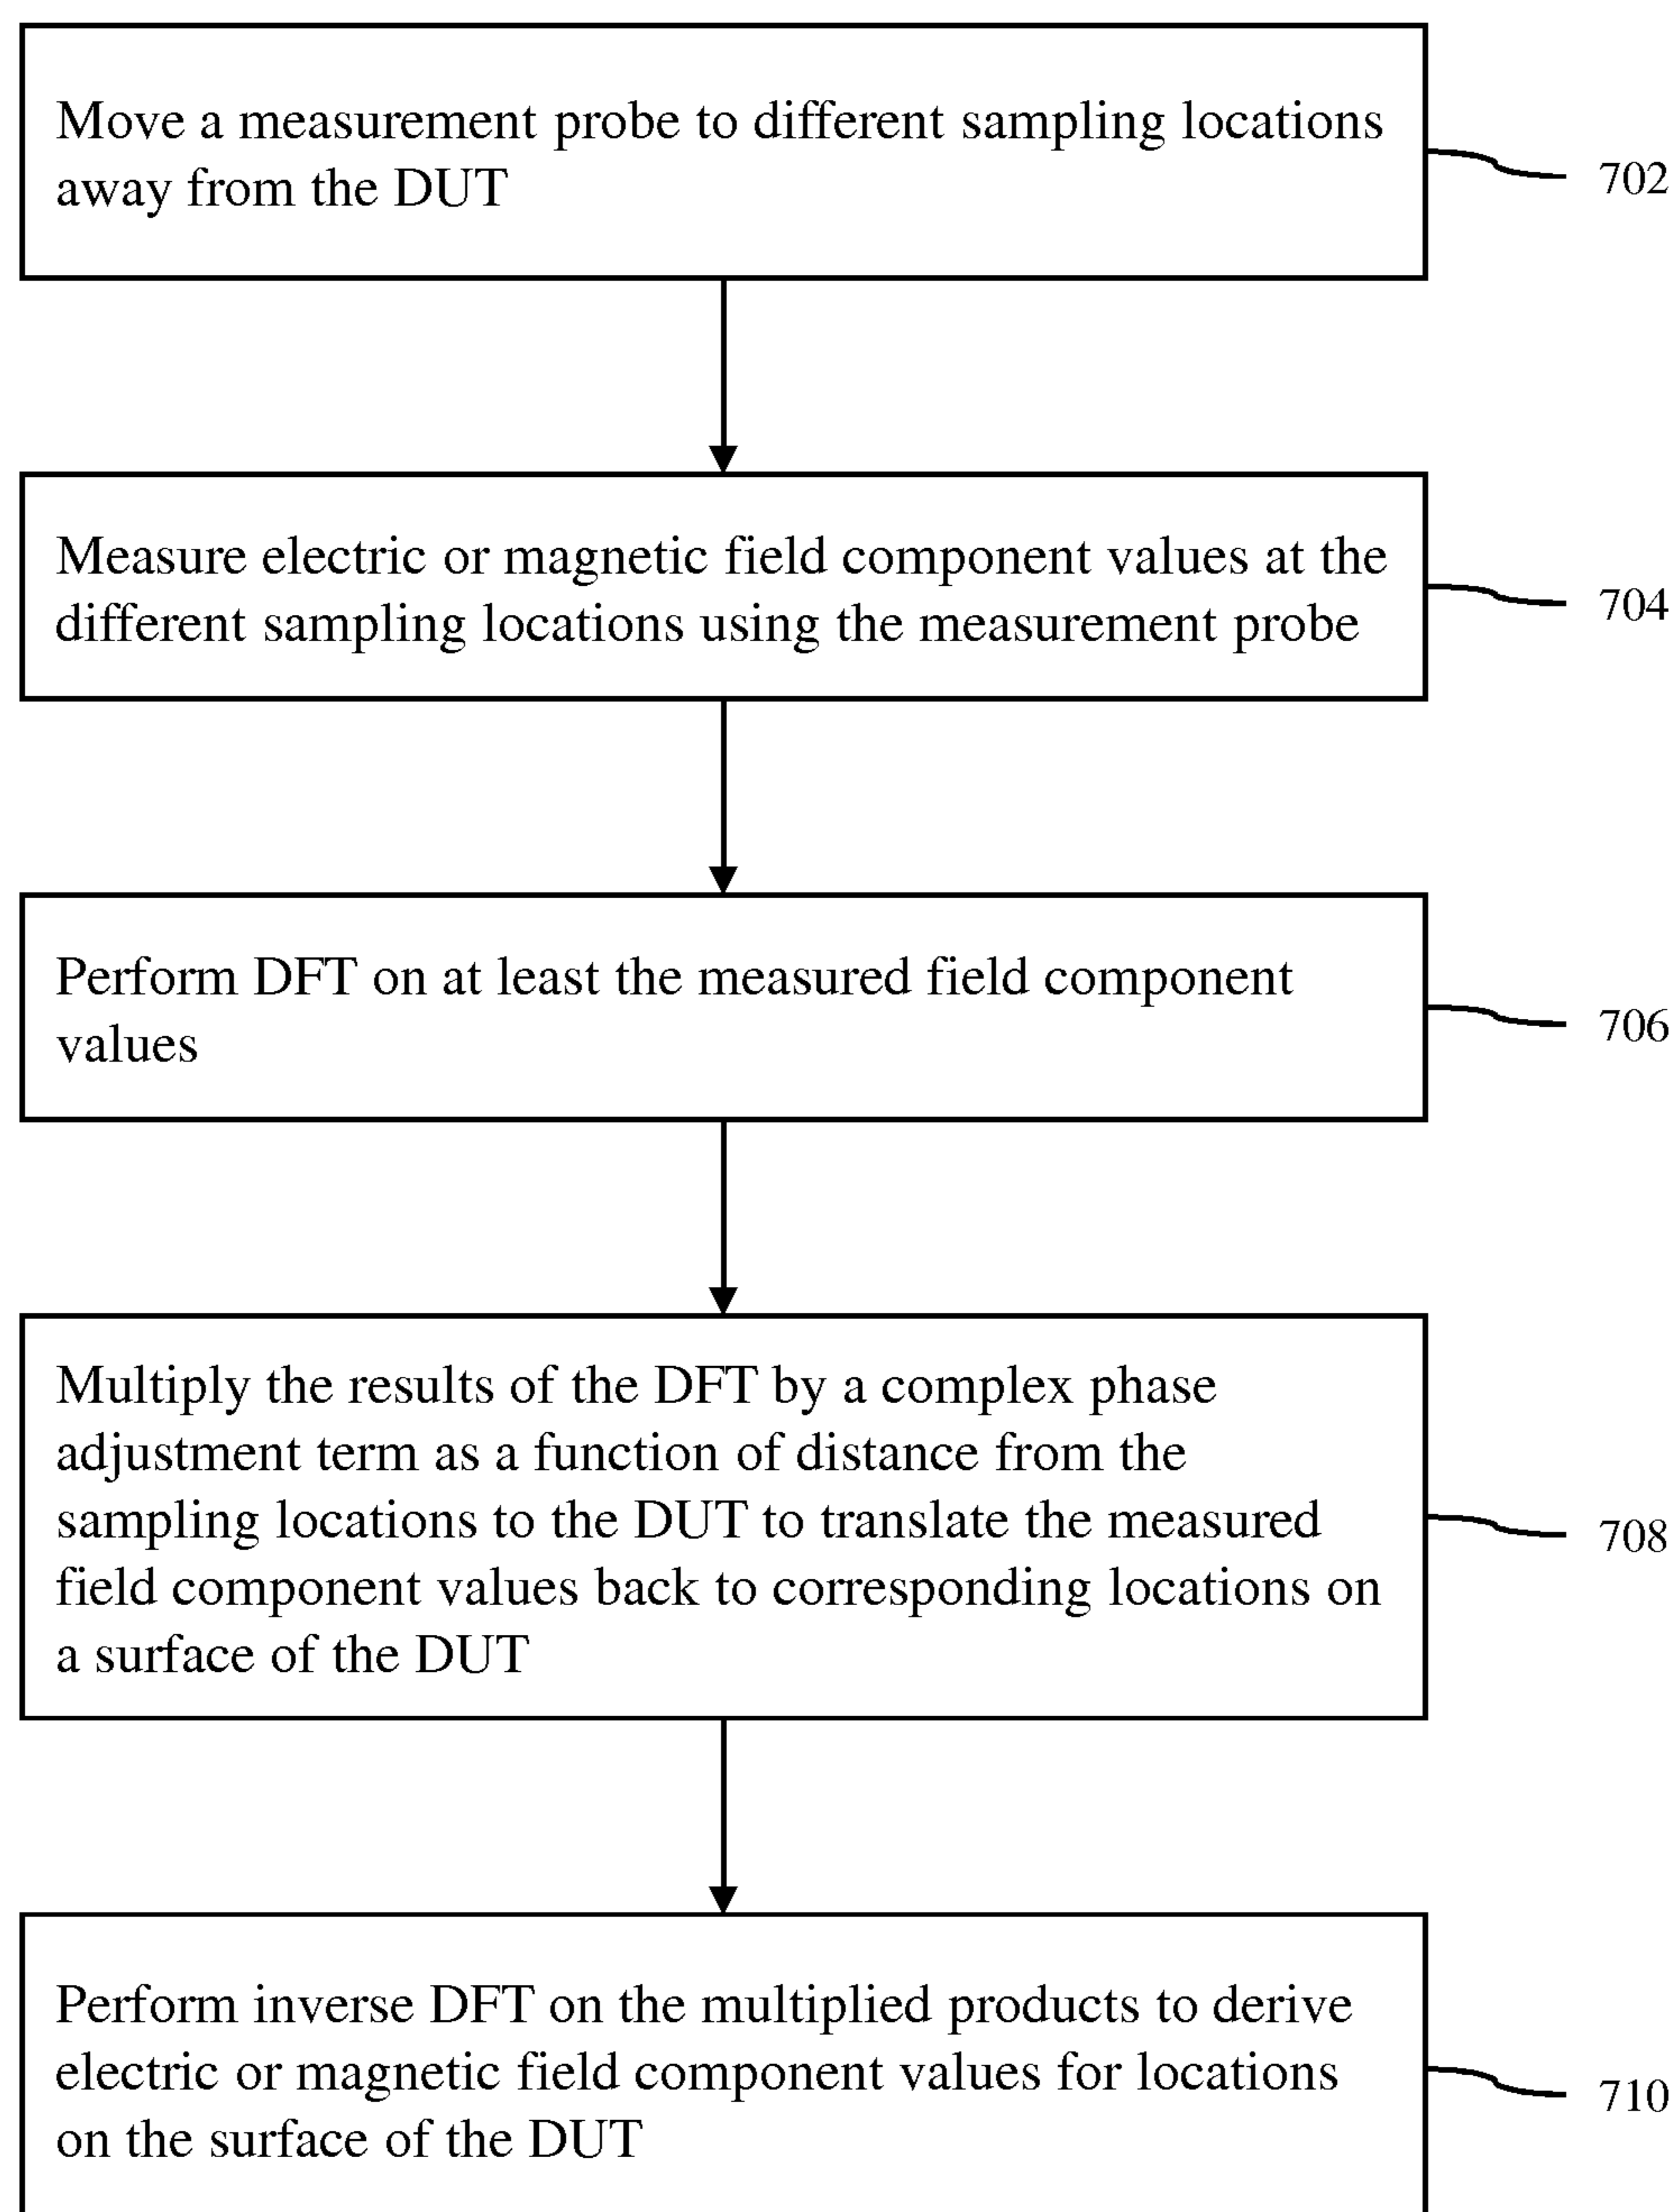 Move a measurement probe to different sampling locations
away from the DUT
702
Measure electric or magnetic field component values at the
different sampling locations using the measurement probe
704
Perform DFT on at least the measured field component
values
706
Multiply the results of the DFT by a complex phase
adjustment term as a function of distance from the
sampling locations to the DUT to translate the measured
field component values back to corresponding locations on
a surface of the DUT
708
Perform inverse DFT on the multiplied products to derive
electric or magnetic field component values for locations
on the surface of the DUT
710